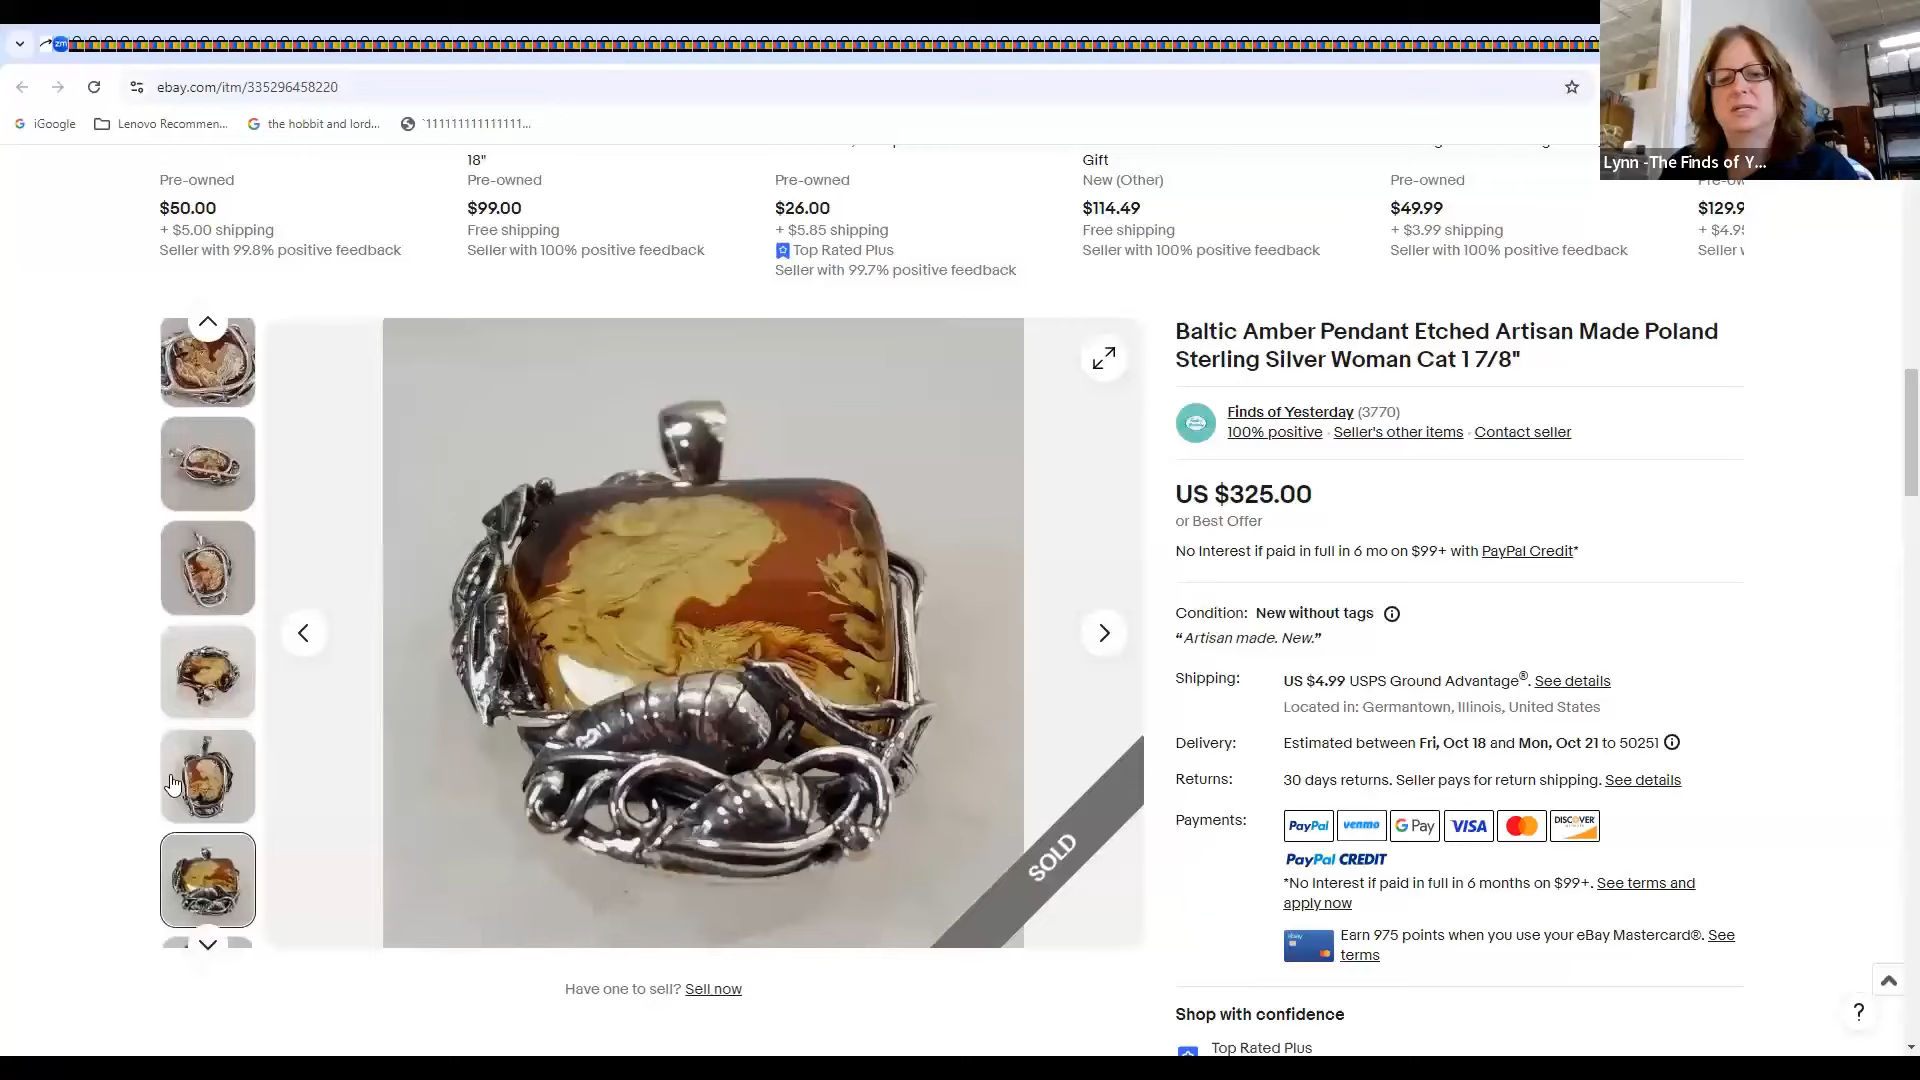 zm
ebay.com/itm/335296458220
iGoogle
Lenovo Recommen...
the hobbit and lord...
`111111111111111...
Lynn -The Finds of Y...
18"
Gift
Pre-owned
Pre-owned
Pre-owned
New (Other)
Pre-owned
$50.00
$99.00
$26.00
$114.49
$49.99
$129.9
+ $5.00 shipping
Free shipping
+ $5.85 shipping
Free shipping
+ $3.99 shipping
+ $4.95
Seller with 99.8% positive feedback
Seller with 100% positive feedback
Top Rated Plus
Seller with 100% positive feedback
Seller with 100% positive feedback
Seller with 99.7% positive feedback
Baltic Amber Pendant Etched Artisan Made Poland
Sterling Silver Woman Cat 1 7/8"
Finds of Yesterday (3770)
100% positive · Seller's other items · Contact seller
US $325.00
or Best Offer
No Interest if paid in full in 6 mo on $99+ with PayPal Credit*
Condition: New without tags
“Artisan made. New.”
Shipping: US $4.99 USPS Ground Advantage®. See details
Located in: Germantown, Illinois, United States
Delivery: Estimated between Fri, Oct 18 and Mon, Oct 21 to 50251
Returns: 30 days returns. Seller pays for return shipping. See details
Payments: PayPal venmo G Pay VISA DISCOVER
PayPal CREDIT
*No Interest if paid in full in 6 months on $99+. See terms and
apply now
Earn 975 points when you use your eBay Mastercard®. See
terms
SOLD
Have one to sell? Sell now
Shop with confidence
Top Rated Plus
?